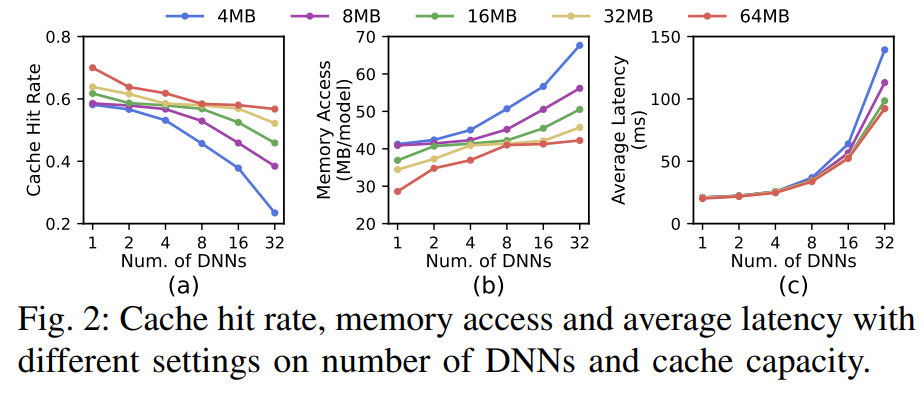 4MB 8MB 16MB 32MB 64MB
Cache Hit Rate
0.8
0.6
0.4
0.2
1 2 4 8 16 32
Num. of DNNs
(a)
Memory Access
(MB/model)
70
60
50
40
30
20
1 2 4 8 16 32
Num. of DNNs
(b)
Average Latency
(ms)
150
100
50
0
1 2 4 8 16 32
Num. of DNNs
(c)
Fig. 2: Cache hit rate, memory access and average latency with
different settings on number of DNNs and cache capacity.